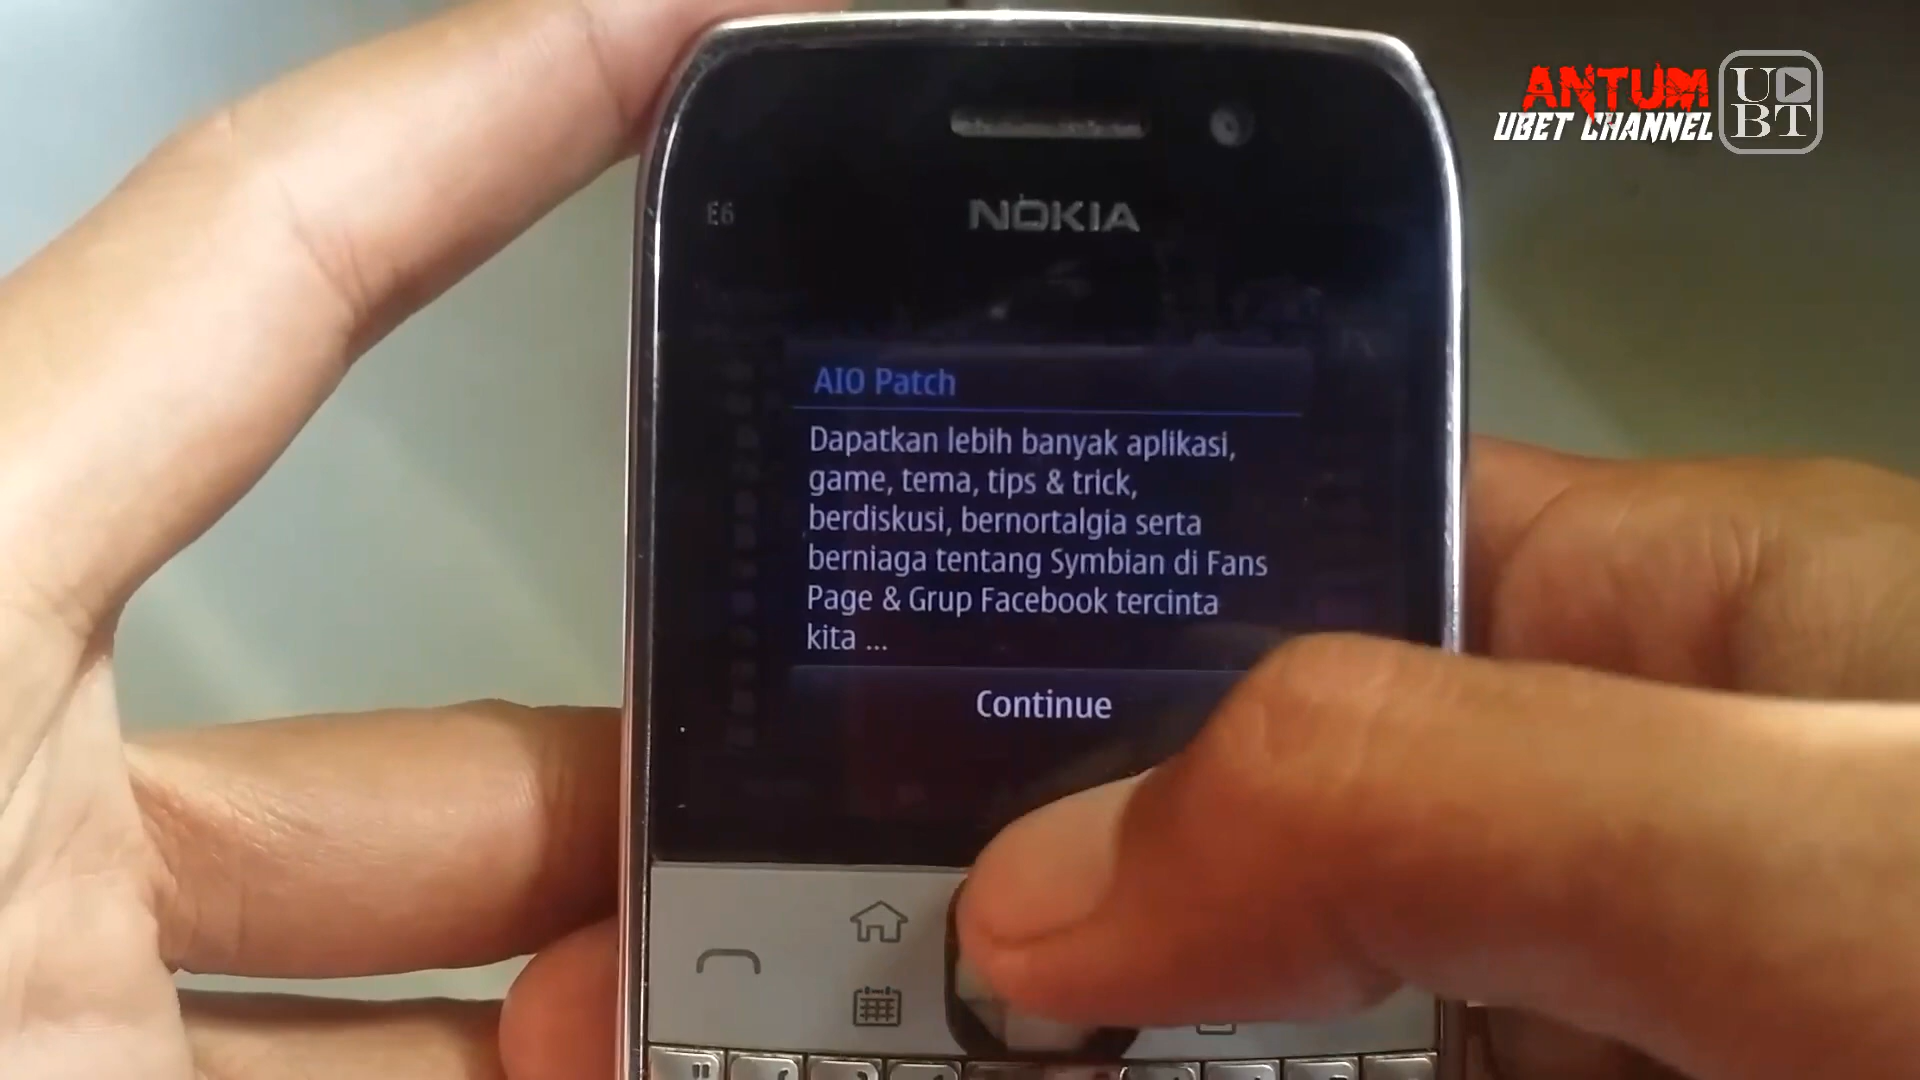 ANTUM
UBET CHANNEL
U
BT
E6
NOKIA
AIO Patch
Dapatkan lebih banyak aplikasi,
game, tema, tips & trick,
berdiskusi, bernortalgia serta
berniaga tentang Symbian di Fans
Page & Grup Facebook tercinta
kita ...
Continue